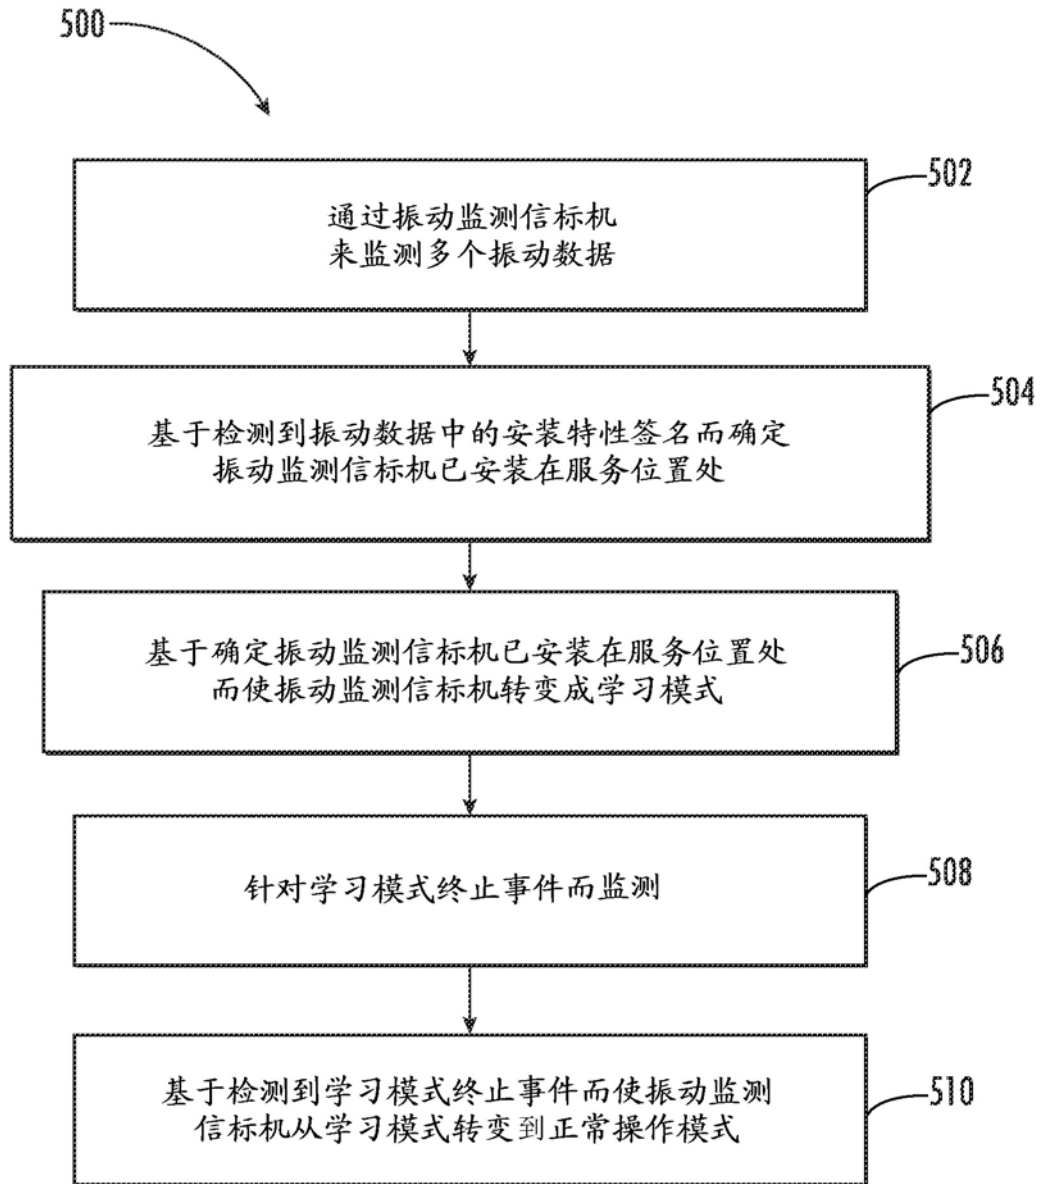 500
502
通过振动监测信标机
来监测多个振动数据
504
基于检测到振动数据中的安装特性签名而确定
振动监测信标机已安装在服务位置处
506
基于确定振动监测信标机已安装在服务位置处
而使振动监测信标机转变成学习模式
508
针对学习模式终止事件而监测
510
基于检测到学习模式终止事件而使振动监测
信标机从学习模式转变到正常操作模式